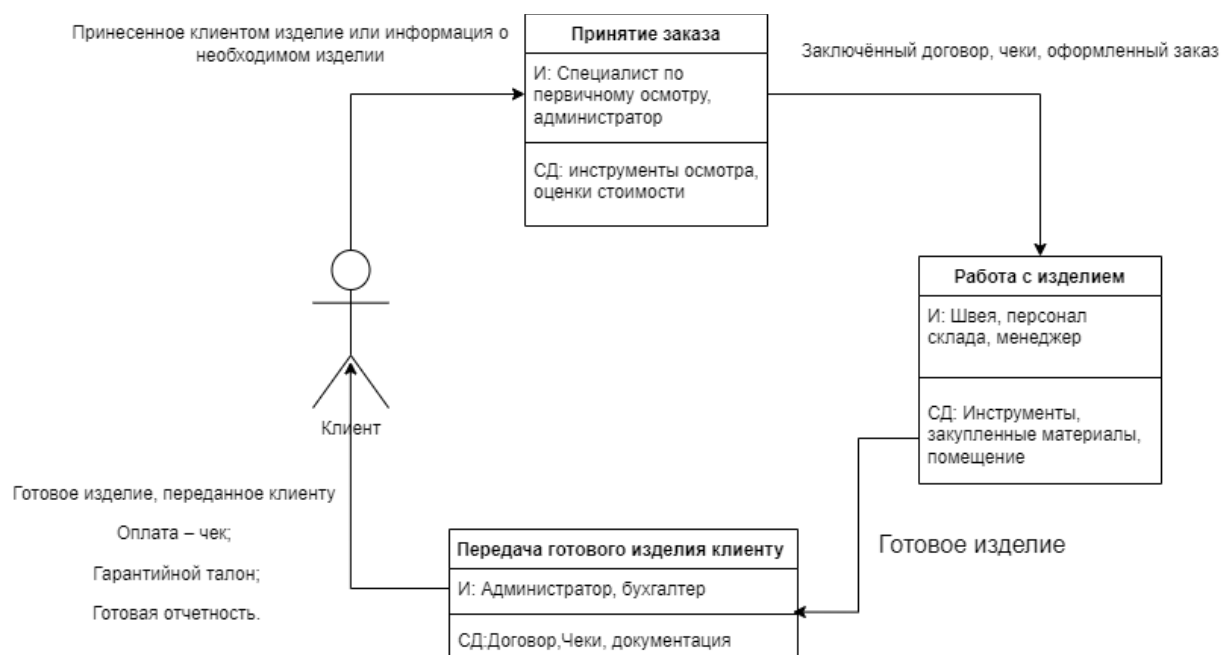 Принесенное клиентом изделие или информация о
необходимом изделии
Принятие заказа
И: Специалист по
первичному осмотру,
администратор
СД: инструменты осмотра,
оценки стоимости
Заключённый договор, чеки, оформленный заказ
Работа с изделием
И: Швея, персонал
склада, менеджер
СД: Инструменты,
закупленные материалы,
помещение
Клиент
Готовое изделие, переданное клиенту
Оплата – чек;
Гарантийной талон;
Готовая отчетность.
Передача готового изделия клиенту
И: Администратор, бухгалтер
СД:Договор,Чеки, документация
Готовое изделие